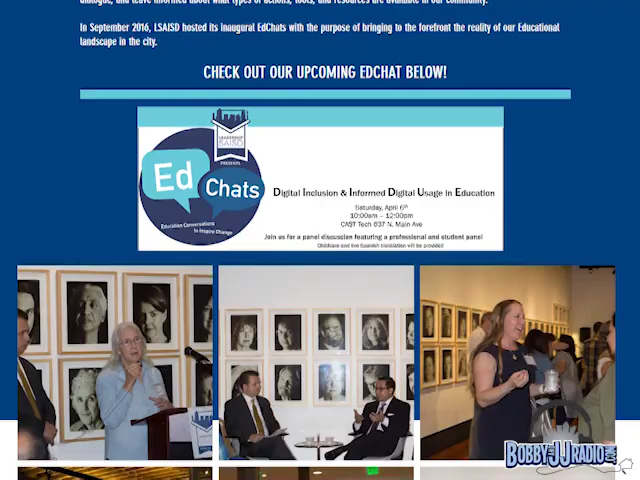 dialogue, and leave informed about what types of actions, tools, and resources are available in our community.
In September 2016, LSAISD hosted its inaugural EdChats with the purpose of bringing to the forefront the reality of our Educational
landscape in the city.
CHECK OUT OUR UPCOMING EDCHAT BELOW!
LEADERSHIP
SAISD
PRESENTS
Ed
Chats
Education Conversations
to Inspire Change
Digital Inclusion & Informed Digital Usage in Education
Saturday, April 6th
10:00am – 12:00pm
CAST Tech 637 N. Main Ave
Join us for a panel discussion featuring a professional and student panel
Childcare and live Spanish translation will be provided